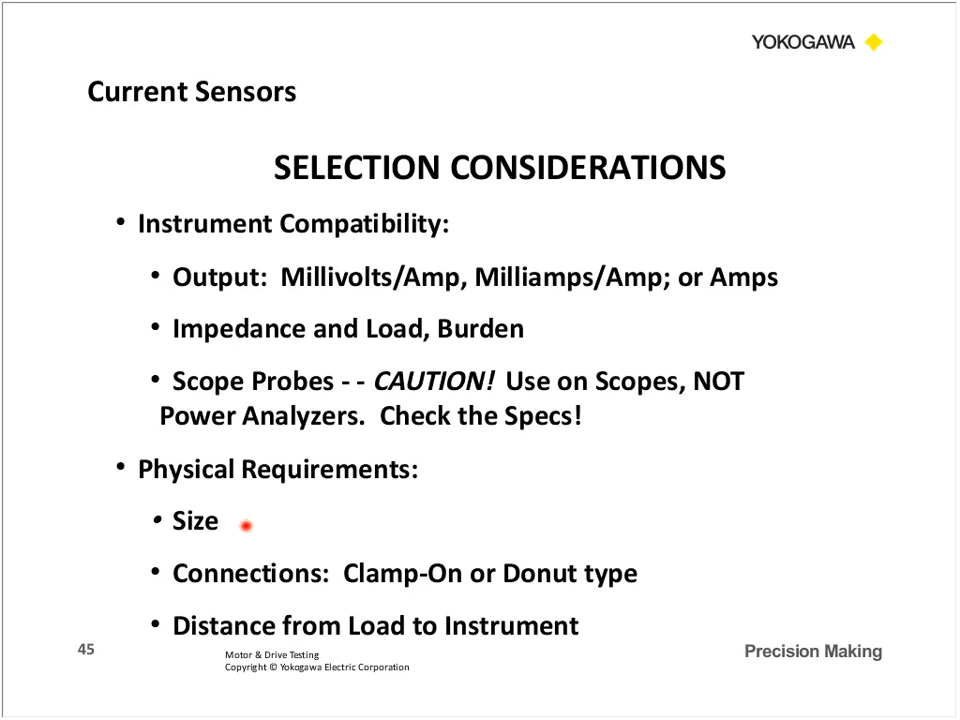 YOKOGAWA
Current Sensors
SELECTION CONSIDERATIONS
• Instrument Compatibility:
• Output: Millivolts/Amp, Milliamps/Amp; or Amps
• Impedance and Load, Burden
• Scope Probes - - CAUTION! Use on Scopes, NOT
Power Analyzers. Check the Specs!
• Physical Requirements:
• Size
• Connections: Clamp-On or Donut type
• Distance from Load to Instrument
45
Motor & Drive Testing
Copyright © Yokogawa Electric Corporation
Precision Making